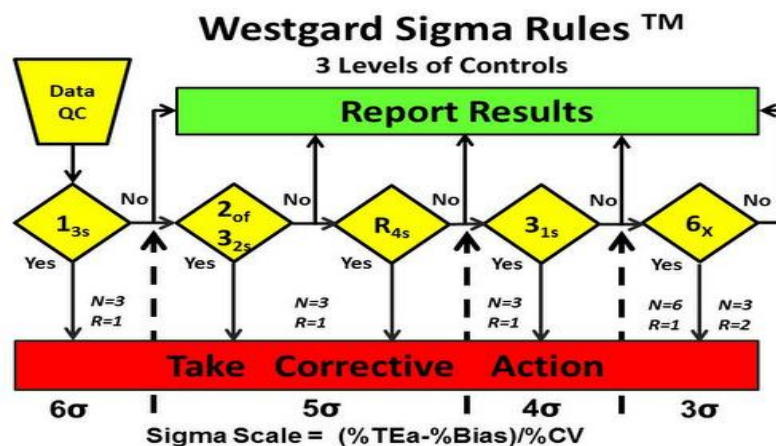 Westgard Sigma Rules ™
3 Levels of Controls
Data
QC
Report Results
No
No
No
No
No
1₃ₛ
2 of 3₂ₛ
R₄ₛ
3₁ₛ
6ₓ
Yes
Yes
Yes
Yes
Yes
N=3
R=1
N=3
R=1
N=3
R=1
N=6
R=1
N=3
R=2
Take Corrective Action
6σ
5σ
4σ
3σ
Sigma Scale = (%TEa-%Bias)/%CV